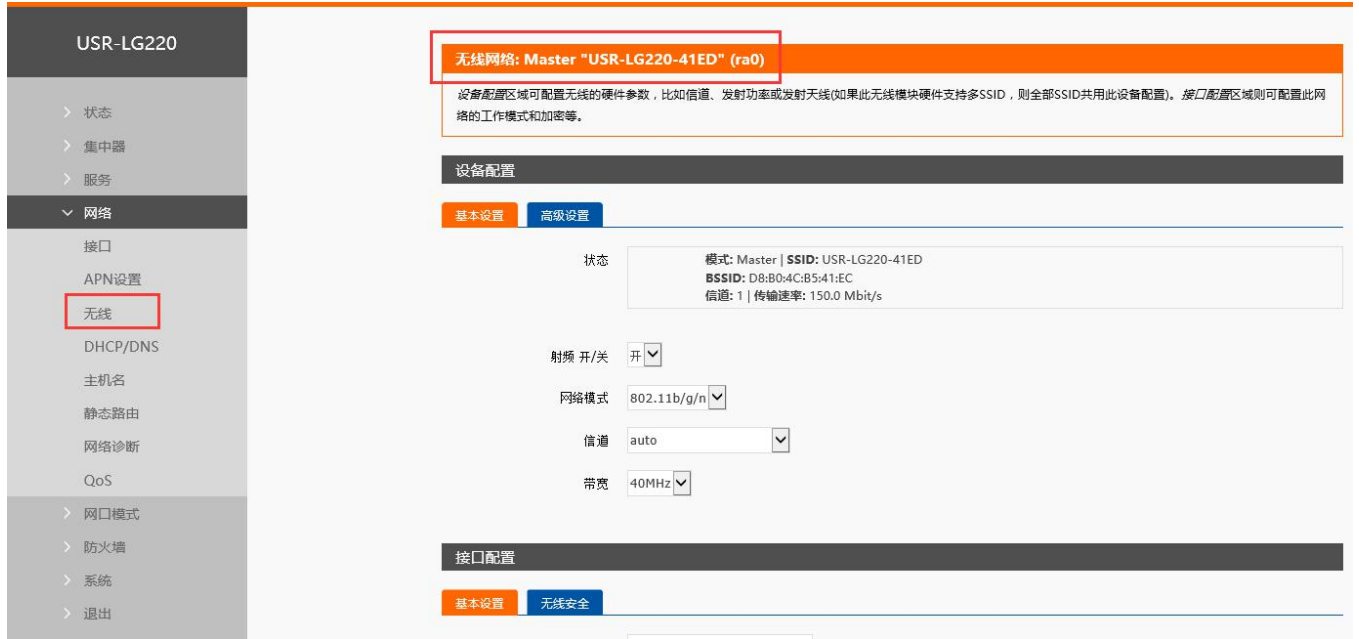 USR-LG220
状态
集中器
服务
网络
接口
APN设置
无线
DHCP/DNS
主机名
静态路由
网络诊断
QoS
网口模式
防火墙
系统
退出
无线网络: Master "USR-LG220-41ED" (ra0)
设备配置区域可配置无线的硬件参数，比如信道、发射功率或发射天线(如果此无线模块硬件支持多SSID，则全部SSID共用此设备配置)。接口配置区域则可配置此网
络的工作模式和加密等。
设备配置
基本设置 高级设置
状态
模式: Master | SSID: USR-LG220-41ED
BSSID: D8:B0:4C:B5:41:EC
信道: 1 | 传输速率: 150.0 Mbit/s
射频 开/关 开
网络模式 802.11b/g/n
信道 auto
带宽 40MHz
接口配置
基本设置 无线安全